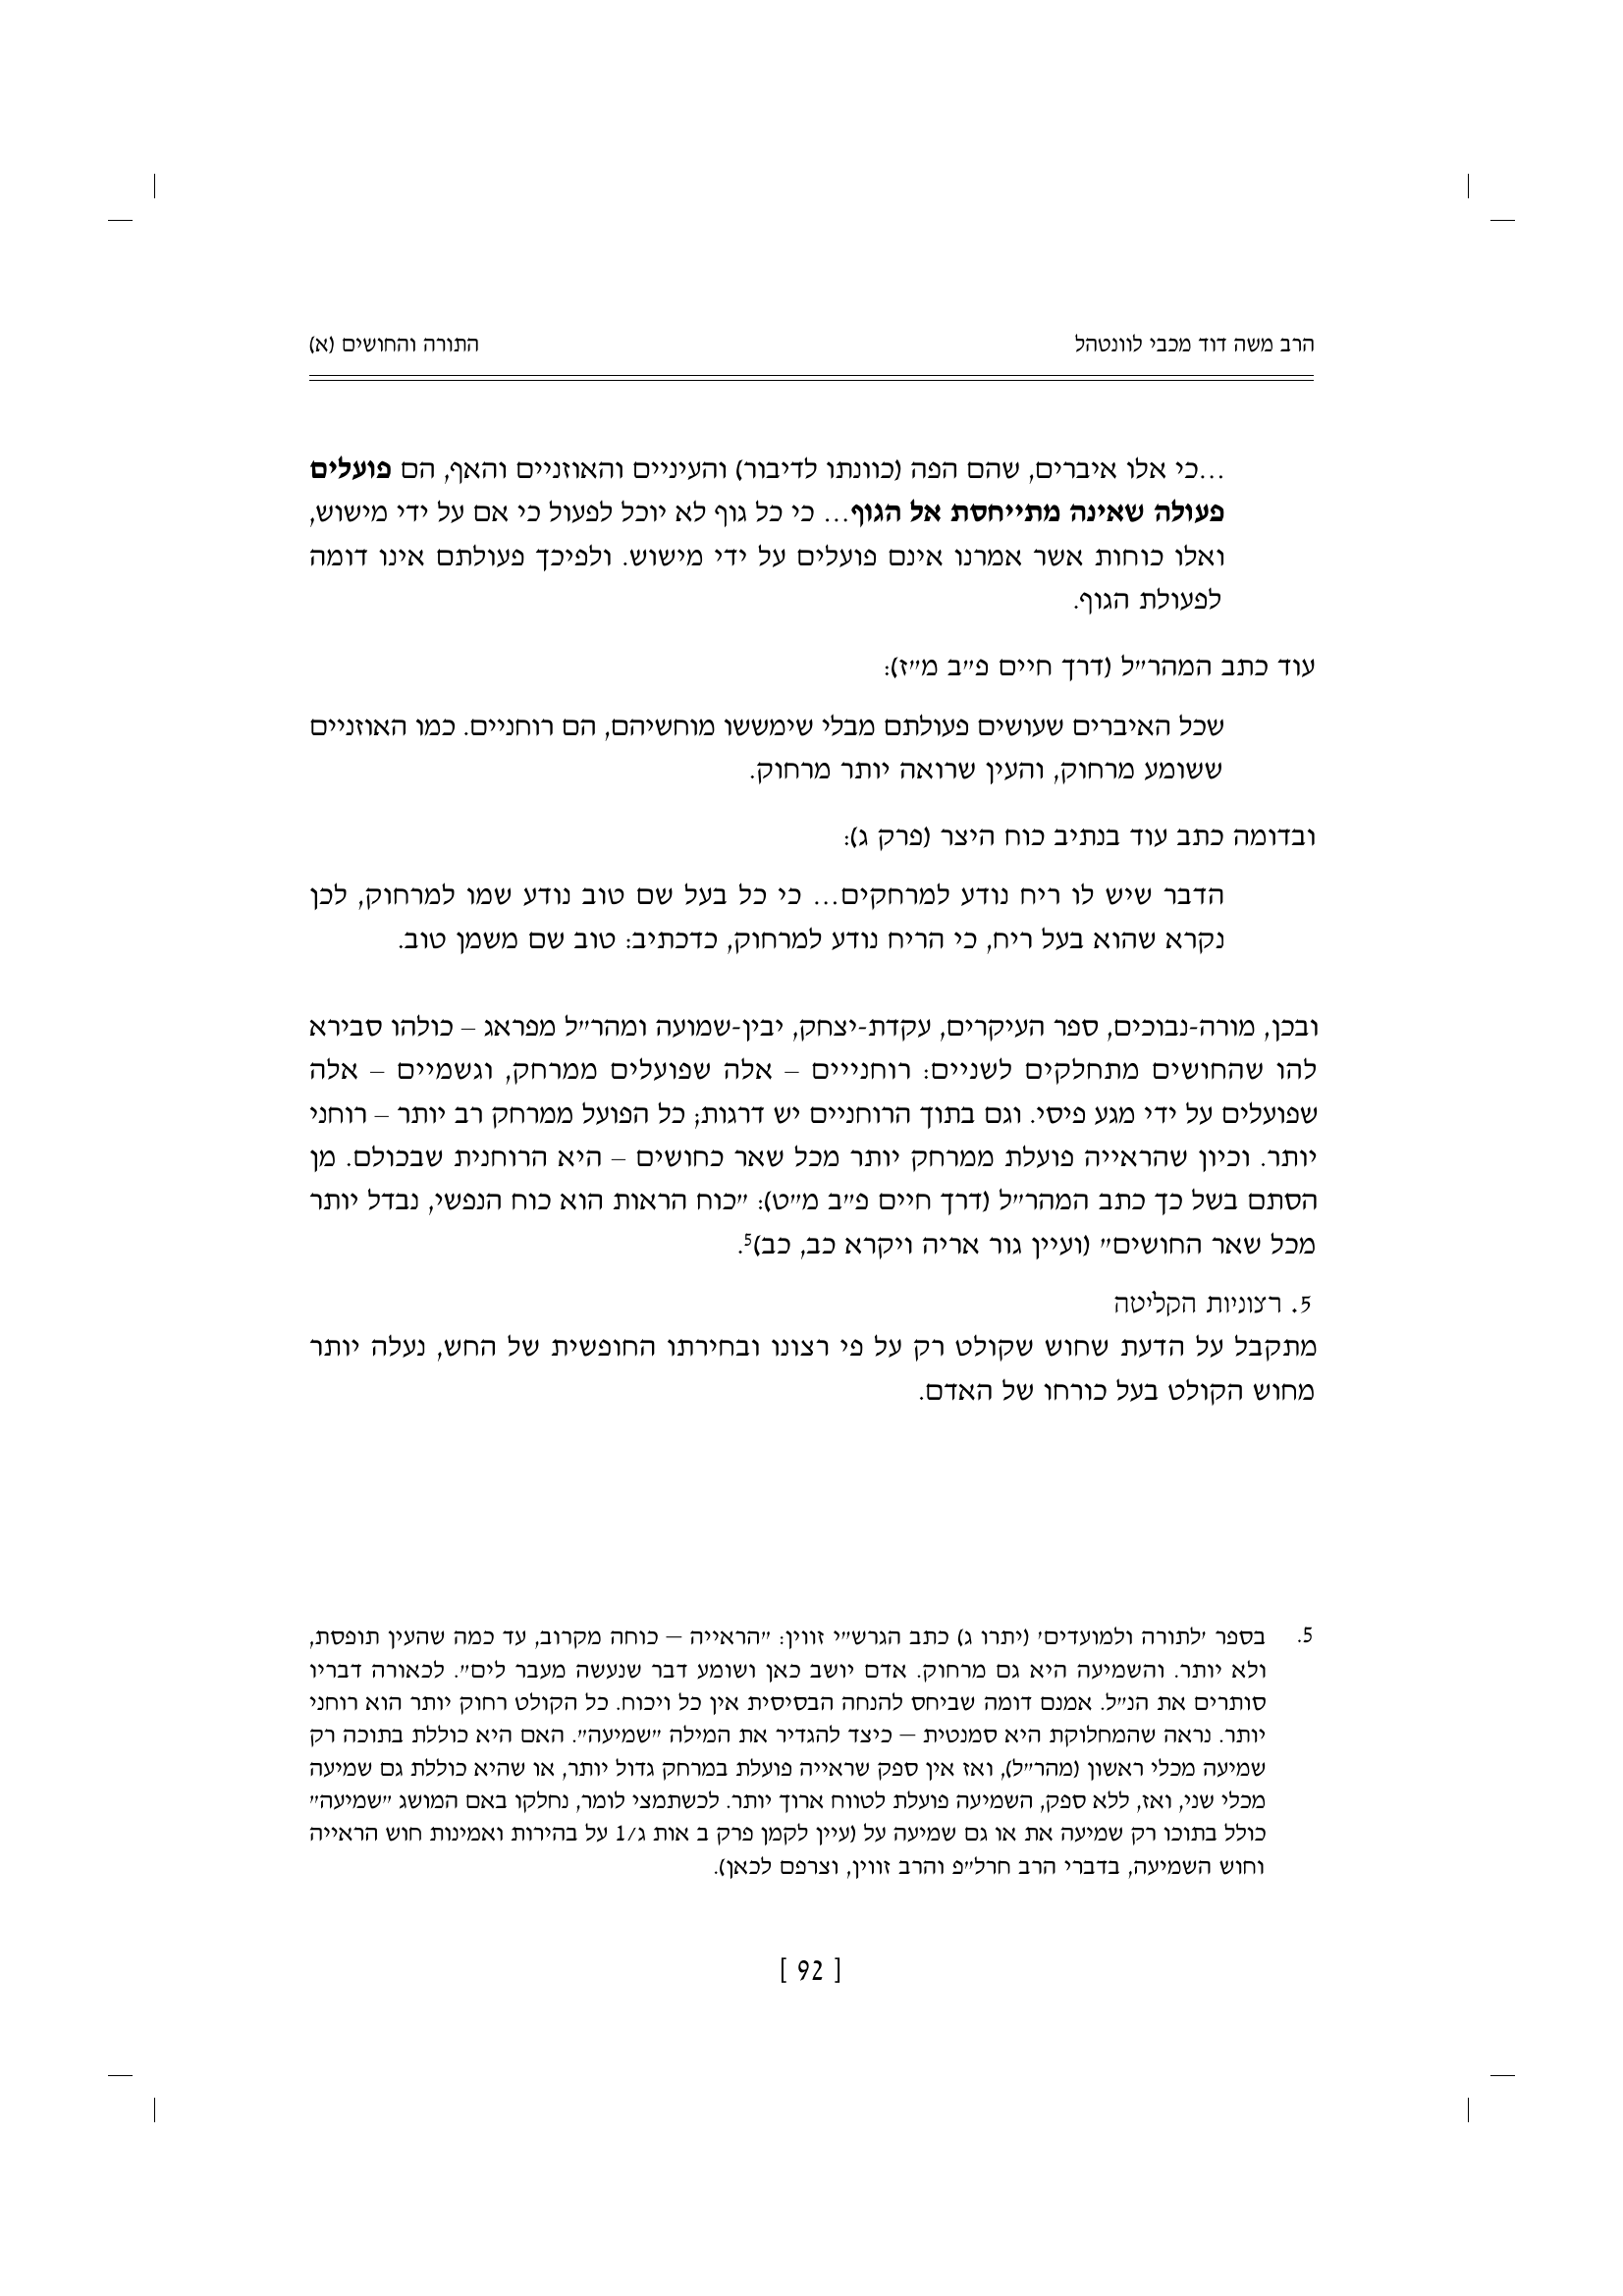 הרב משה דוד מכבי לוונטהל
התורה והחושים (א)
...כי אלו איברים, שהם הפה (כוונתו לדיבור) והעיניים והאוזניים והאף, הם פועלים
פעולה שאינה מתייחסת אל הגוף... כי כל גוף לא יוכל לפעול כי אם על ידי מישוש,
ואלו כוחות אשר אמרנו אינם פועלים על ידי מישוש. ולפיכך פעולתם אינו דומה
לפעולת הגוף.
עוד כתב המהר״ל (דרך חיים פ״ב מ״ז):
שכל האיברים שעושים פעולתם מבלי שימששו מוחשיהם, הם רוחניים. כמו האוזניים
ששומע מרחוק, והעין שרואה יותר מרחוק.
ובדומה כתב עוד בנתיב כוח היצר (פרק ג):
הדבר שיש לו ריח נודע למרחקים... כי כל בעל שם טוב נודע שמו למרחוק, לכן
נקרא שהוא בעל ריח, כי הריח נודע למרחוק, כדכתיב: טוב שם משמן טוב.
ובכן, מורה-נבוכים, ספר העיקרים, עקדת-יצחק, יבין-שמועה ומהר״ל מפראג – כולהו סבירא
להו שהחושים מתחלקים לשניים: רוחנייים – אלה שפועלים ממרחק, וגשמיים – אלה
שפועלים על ידי מגע פיסי. וגם בתוך הרוחניים יש דרגות; כל הפועל ממרחק רב יותר – רוחני
יותר. וכיון שהראייה פועלת ממרחק יותר מכל שאר כחושים – היא הרוחנית שבכולם. מן
הסתם בשל כך כתב המהר״ל (דרך חיים פ״ב מ״ט): ״כוח הראות הוא כוח הנפשי, נבדל יותר
מכל שאר החושים״ (ועיין גור אריה ויקרא כב, כב)5.
5. רצוניות הקליטה
מתקבל על הדעת שחוש שקולט רק על פי רצונו ובחירתו החופשית של החש, נעלה יותר
מחוש הקולט בעל כורחו של האדם.
5. בספר ׳לתורה ולמועדים׳ (יתרו ג) כתב הגרש״י זווין: ״הראייה – כוחה מקרוב, עד כמה שהעין תופסת,
ולא יותר. והשמיעה היא גם מרחוק. אדם יושב כאן ושומע דבר שנעשה מעבר לים״. לכאורה דבריו
סותרים את הנ״ל. אמנם דומה שביחס להנחה הבסיסית אין כל ויכוח. כל הקולט רחוק יותר הוא רוחני
יותר. נראה שהמחלוקת היא סמנטית – כיצד להגדיר את המילה ״שמיעה״. האם היא כוללת בתוכה רק
שמיעה מכלי ראשון (מהר״ל), ואז אין ספק שראייה פועלת במרחק גדול יותר, או שהיא כוללת גם שמיעה
מכלי שני, ואז, ללא ספק, השמיעה פועלת לטווח ארוך יותר. לכשתמצי לומר, נחלקו באם המושג ״שמיעה״
כולל בתוכו רק שמיעה את או גם שמיעה על (עיין לקמן פרק ב אות ג/1 על בהירות ואמינות חוש הראייה
וחוש השמיעה, בדברי הרב חרל״פ והרב זווין, וצרפם לכאן).
[ 92 ]